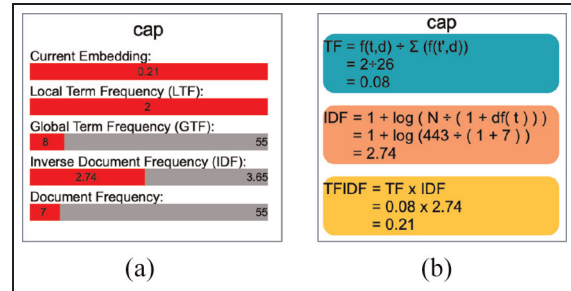 cap
Current Embedding:
0.21
Local Term Frequency (LTF):
2
Global Term Frequency (GTF):
8 55
Inverse Document Frequency (IDF):
2.74 3.65
Document Frequency:
7 55
(a)
cap
TF = f(t,d) ÷ Σ (f(t',d)
= 2÷26
= 0.08
IDF = 1 + log ( N ÷ ( 1 + df( t ) ) )
= 1 + log (443 ÷ ( 1 + 7 ) )
= 2.74
TFIDF = TF x IDF
= 0.08 x 2.74
= 0.21
(b)